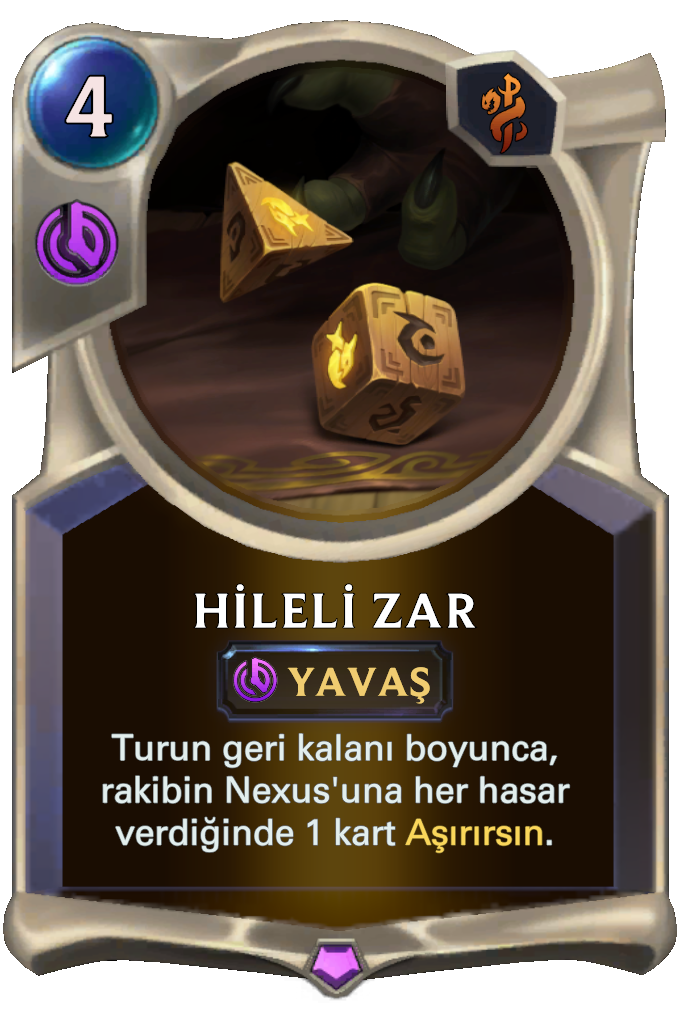 4
HİLELİ ZAR
YAVAŞ
Turun geri kalanı boyunca,
rakibin Nexus'una her hasar
verdiğinde 1 kart Aşırırsın.